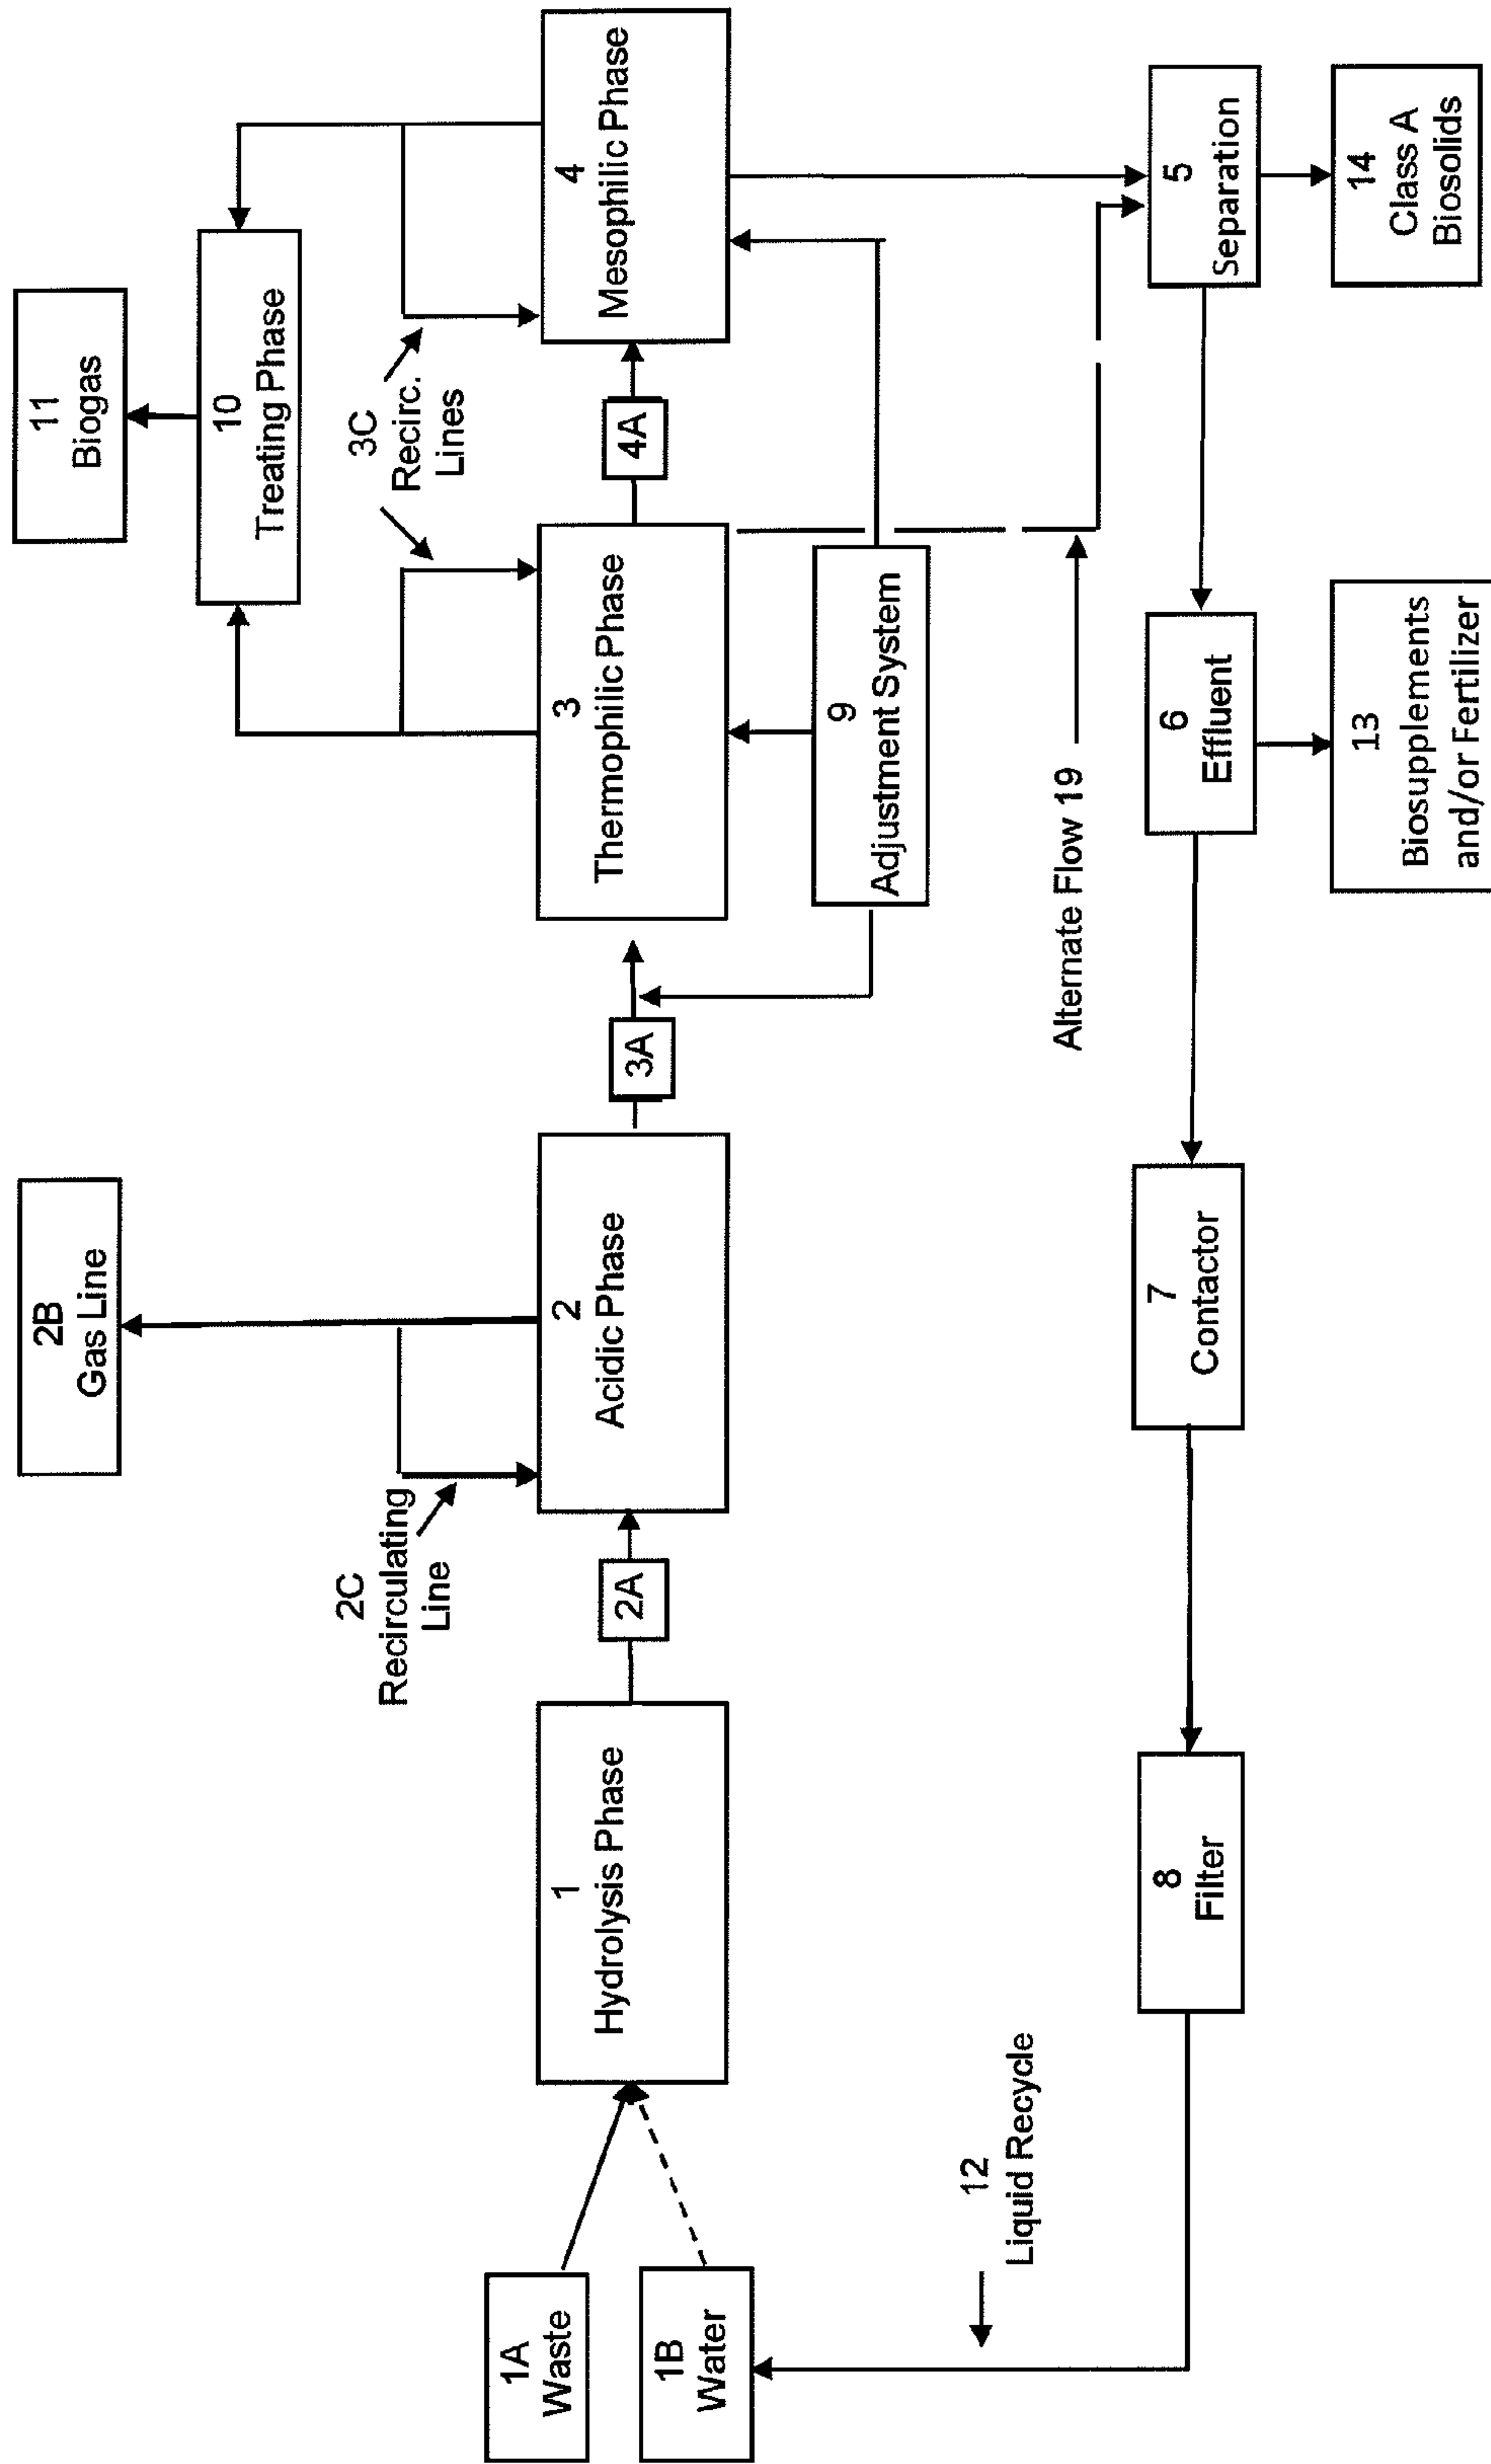 2B
Gas Line
11
Biogas
10
Treating Phase
2C
Recirculating
Line
3C
Recirc.
Lines
1A
Waste
1B
Water
1
Hydrolysis Phase
2A
2
Acidic Phase
3A
3
Thermophilic Phase
4A
4
Mesophilic Phase
9
Adjustment System
12
Liquid Recycle
Alternate Flow 19
8
Filter
7
Contactor
6
Effluent
5
Separation
13
Biosupplements
and/or Fertilizer
14
Class A
Biosolids